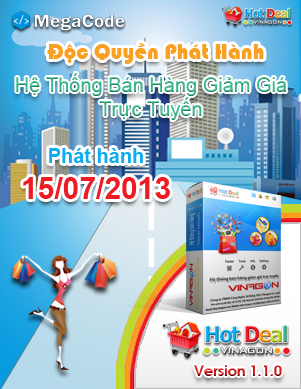 </> MegaCode
Hot Deal
VINAGON
Độc Quyền Phát Hành
Hệ Thống Bán Hàng Giảm Giá
Trực Tuyến
Phát hành
15/07/2013
Hot Deal
Hệ thống bán hàng giảm giá trực tuyến
VINAGON
Hot Deal
VINAGON
Version 1.1.0